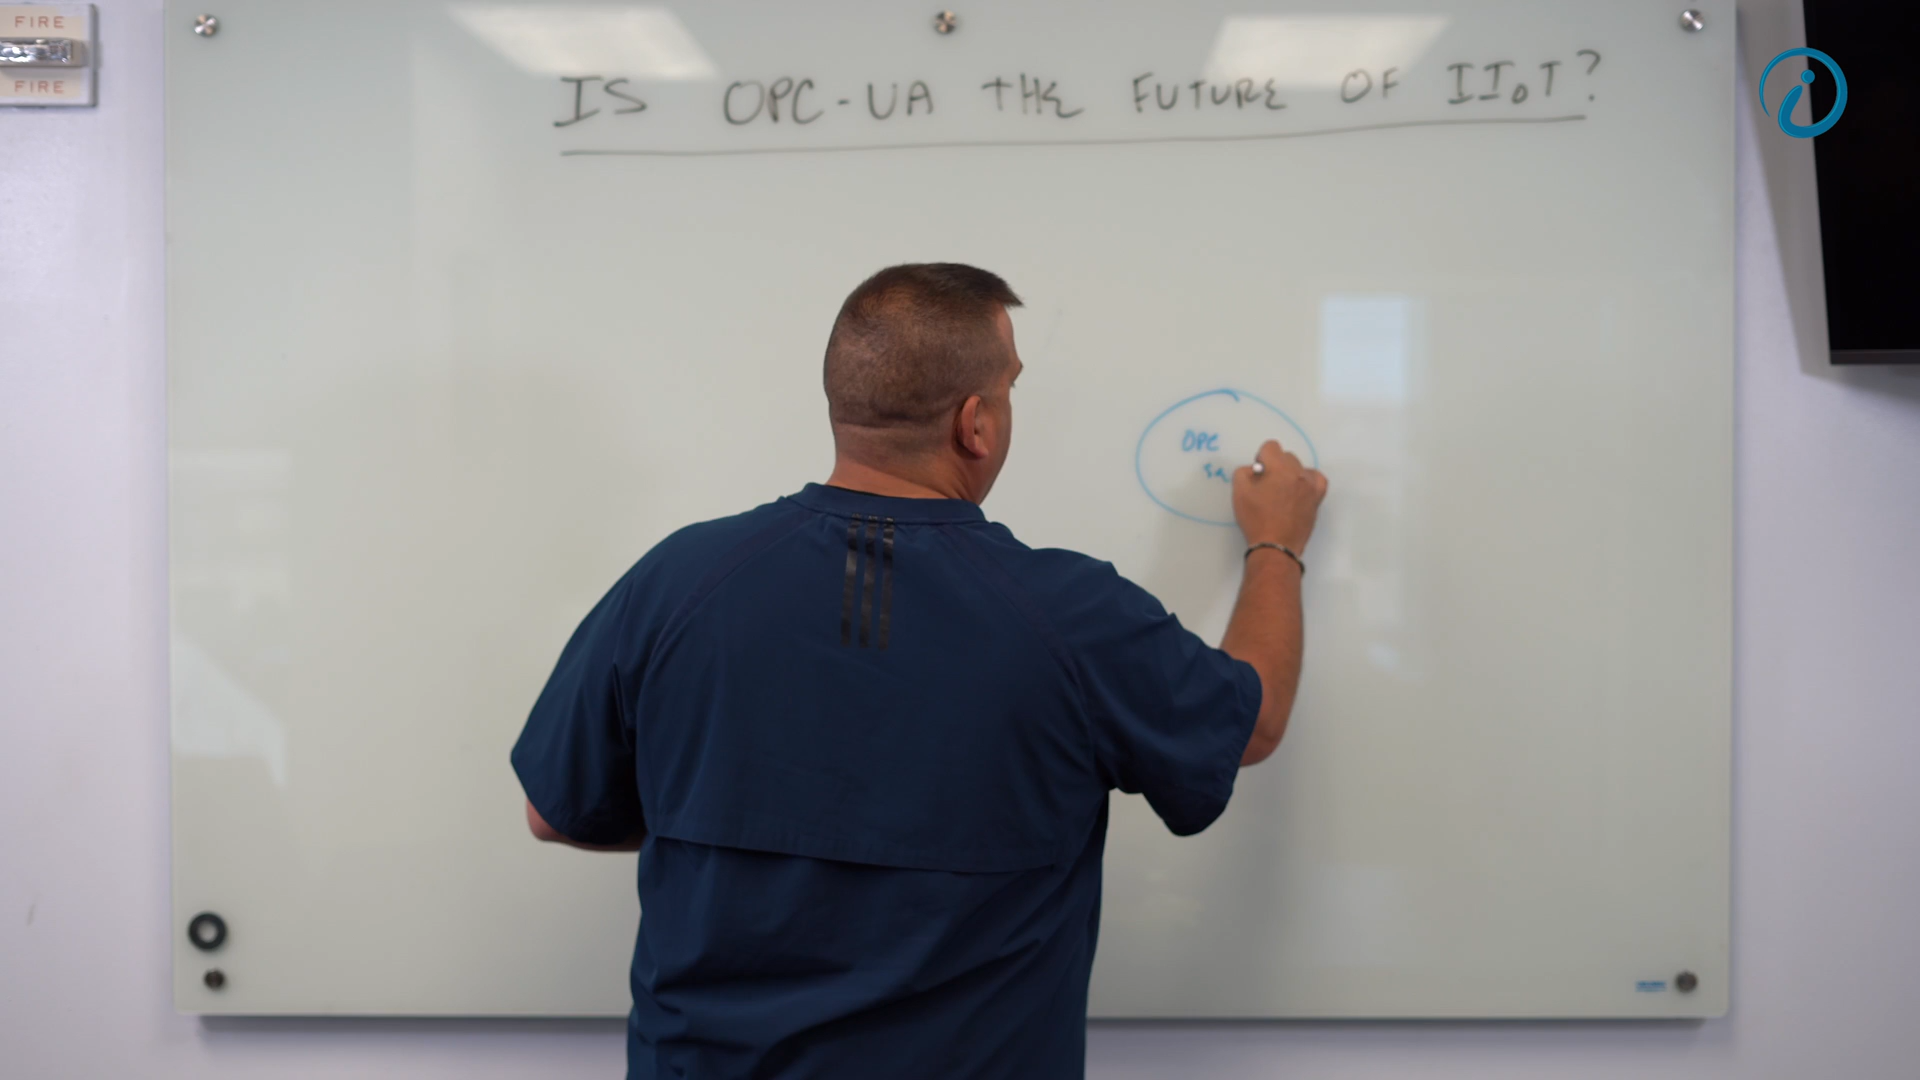 FIRE
FIRE
IS OPC-UA THE FUTURE OF IIoT?
OPC